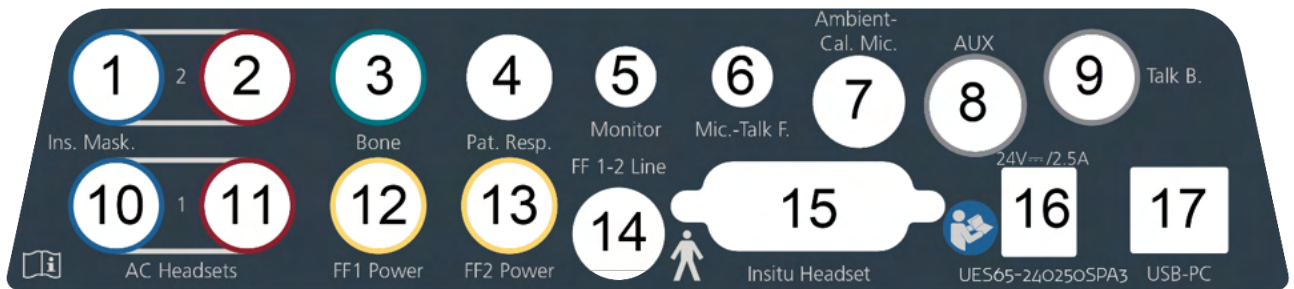 Ambient-
Cal. Mic.
AUX
1 2 2 3 4 5 6 7 8 9 Talk B.
Ins. Mask. Bone Pat. Resp. Monitor Mic.-Talk F.
FF 1-2 Line 24V⎓/2.5A
10 1 11 12 13 14 15 16 17
AC Headsets FF1 Power FF2 Power Insitu Headset UES65-240250SPA3 USB-PC